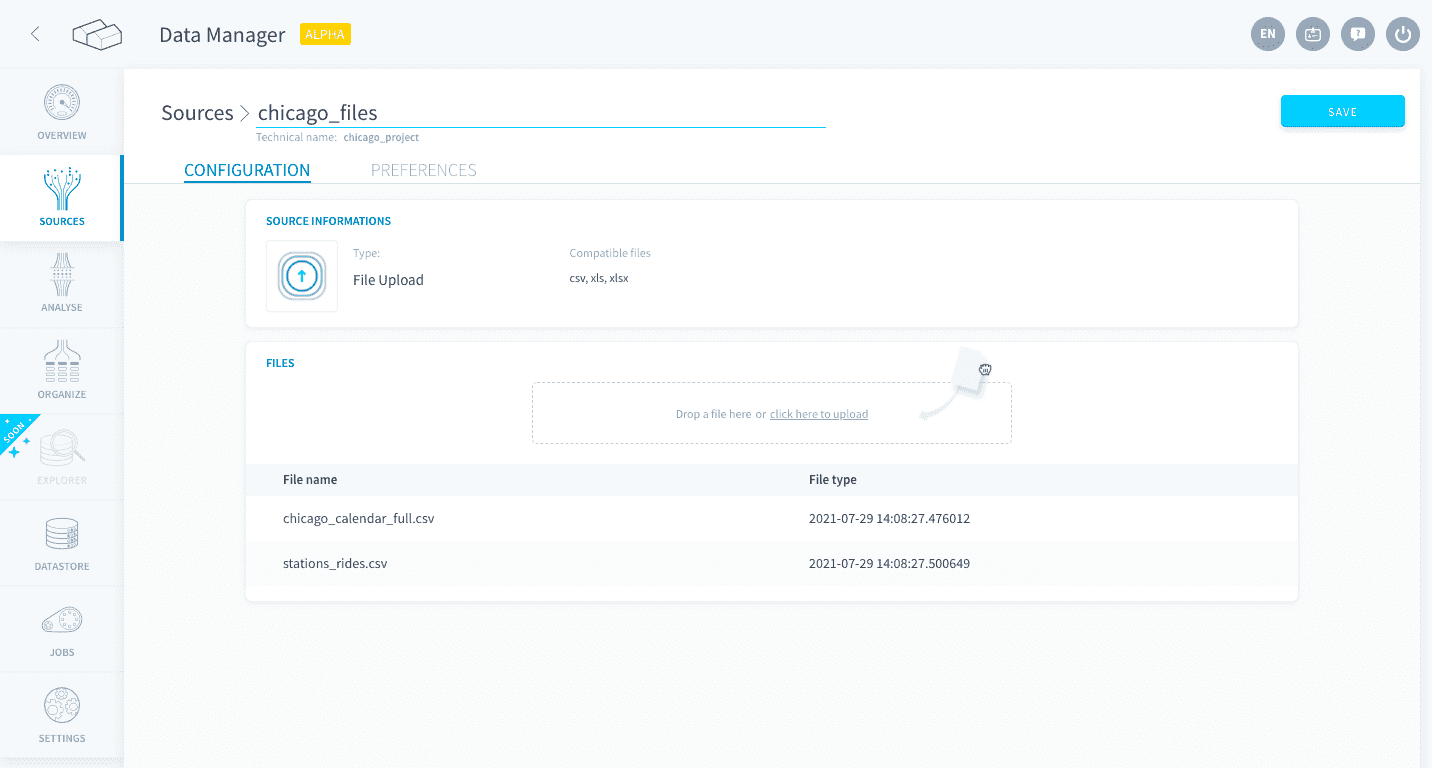 Data Manager ALPHA
EN
OVERVIEW
SOURCES
ANALYSE
ORGANIZE
SOON
EXPLORER
DATASTORE
JOBS
SETTINGS
Sources > chicago_files
SAVE
Technical name: chicago_project
CONFIGURATION PREFERENCES
SOURCE INFORMATIONS
Type: Compatible files
File Upload csv, xls, xlsx
FILES
Drop a file here or click here to upload
File name File type
chicago_calendar_full.csv 2021-07-29 14:08:27.476012
stations_rides.csv 2021-07-29 14:08:27.500649